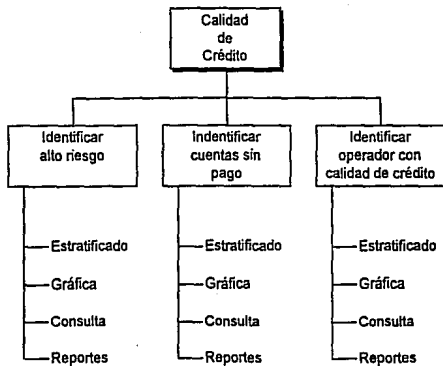 Calidad
de
Crédito
Identificar
alto riesgo
Indentificar
cuentas sin
pago
Identificar
operador con
calidad de crédito
Estratificado
Gráfica
Consulta
Reportes
Estratificado
Gráfica
Consulta
Reportes
Estratificado
Gráfica
Consulta
Reportes